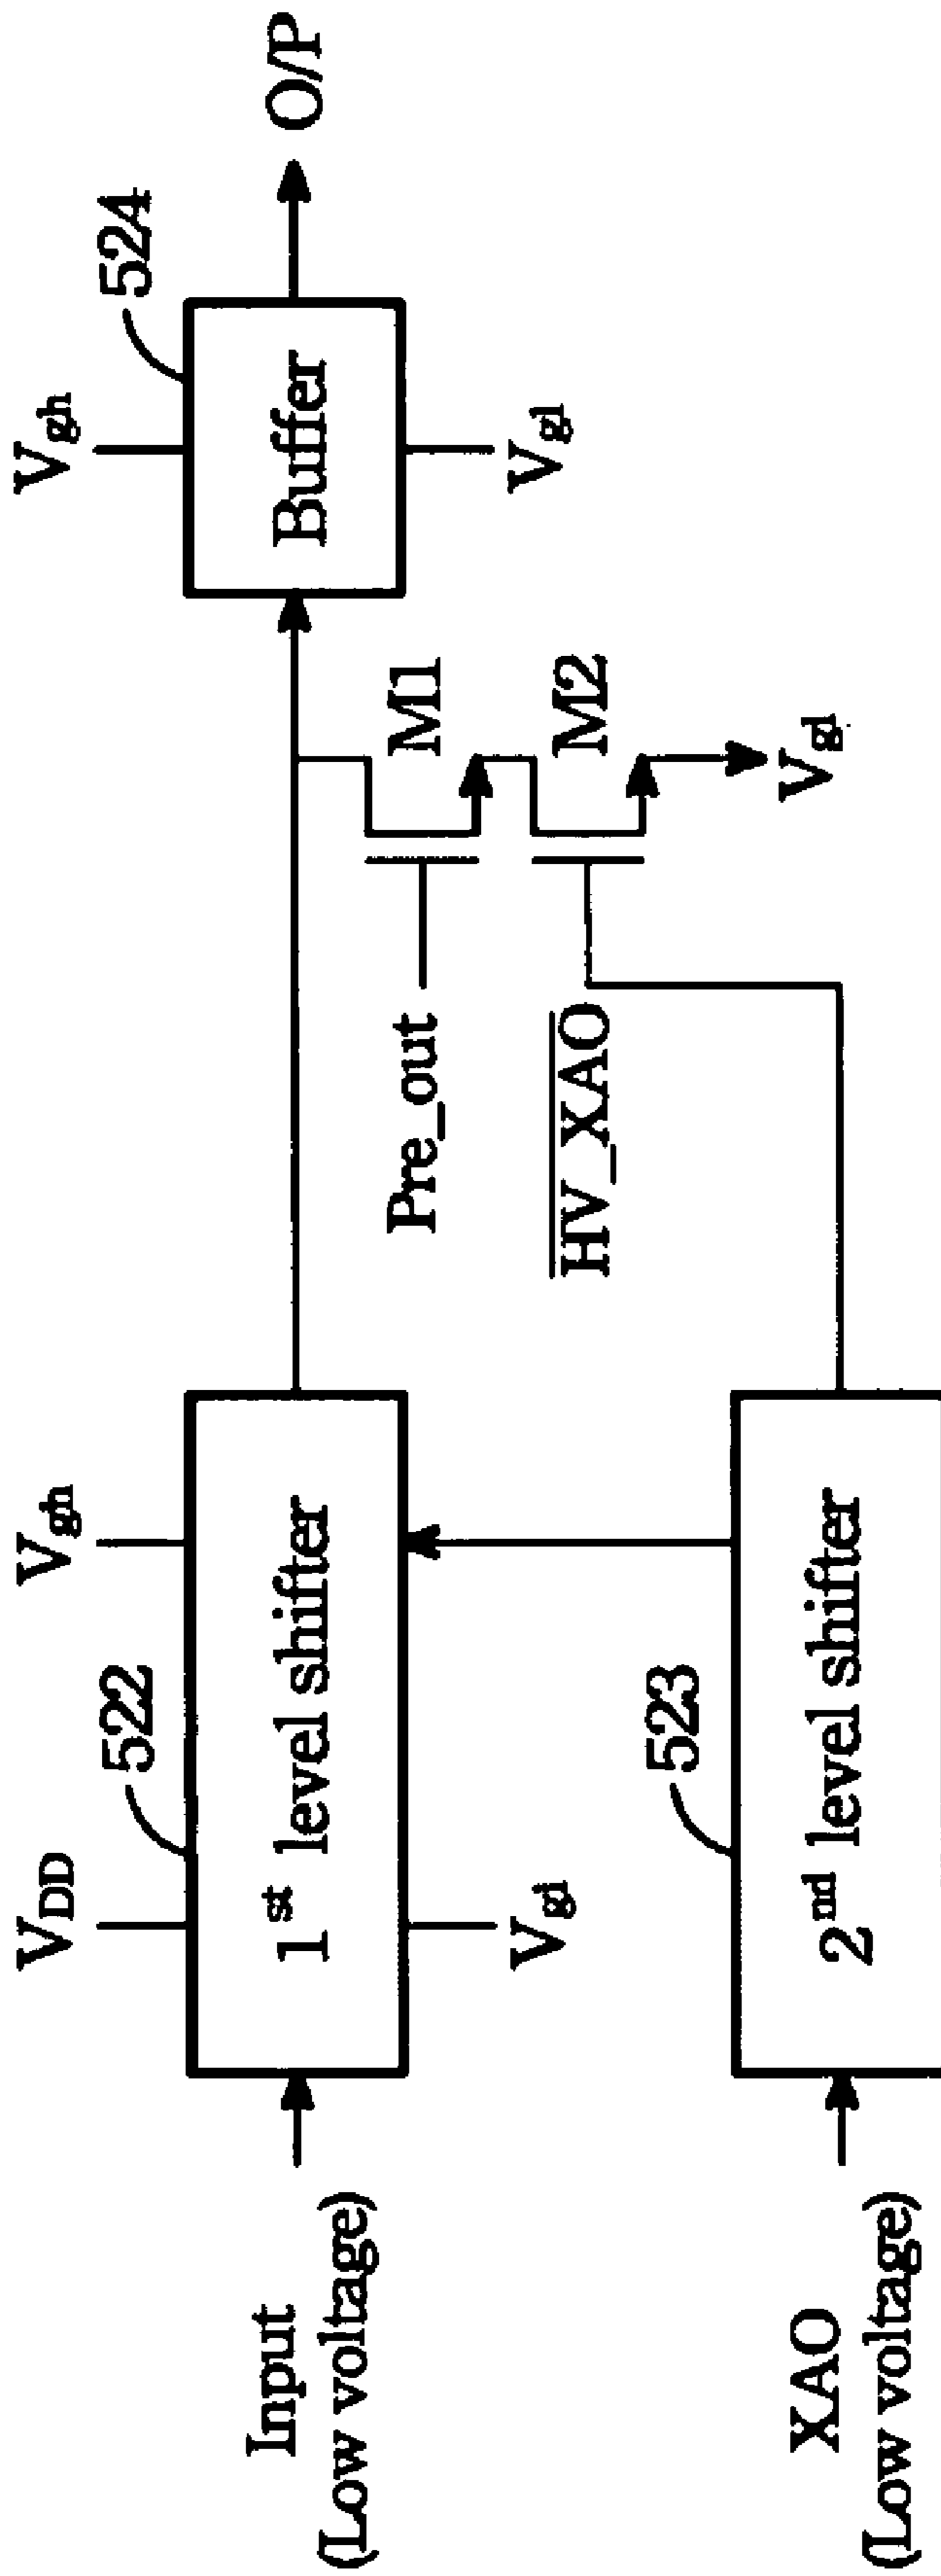 V_DD
522
V_gh
V_gh
524
Input
(Low voltage)
1st level shifter
Buffer
O/P
V_gl
V_gl
Pre_out
M1
HV_XAO
M2
V_gl
523
XAO
(Low voltage)
2nd level shifter